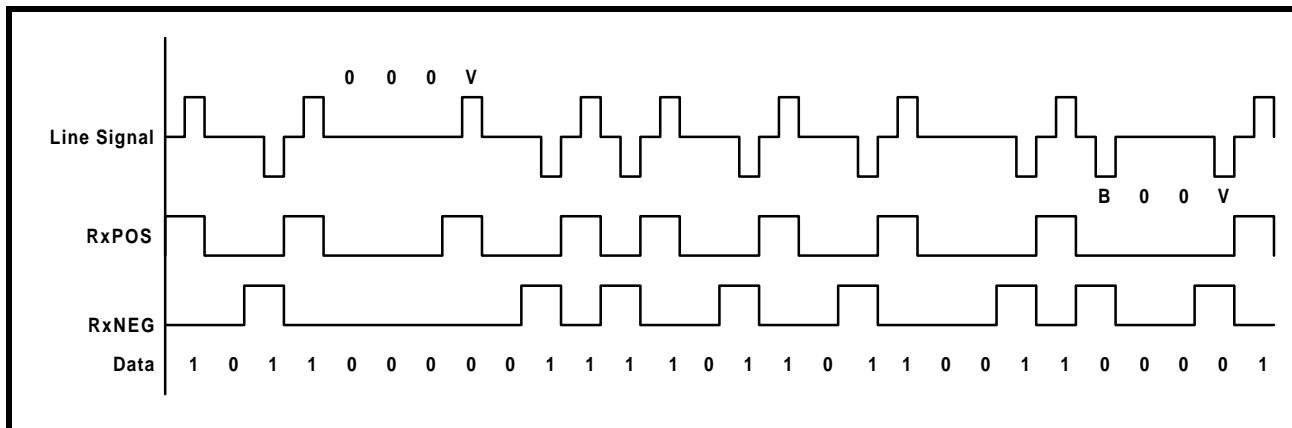 0 0 0 V
Line Signal
B 0 0 V
RxPOS
RxNEG
Data 1 0 1 1 0 0 0 0 0 1 1 1 1 0 1 1 0 1 1 0 0 1 1 0 0 0 0 1